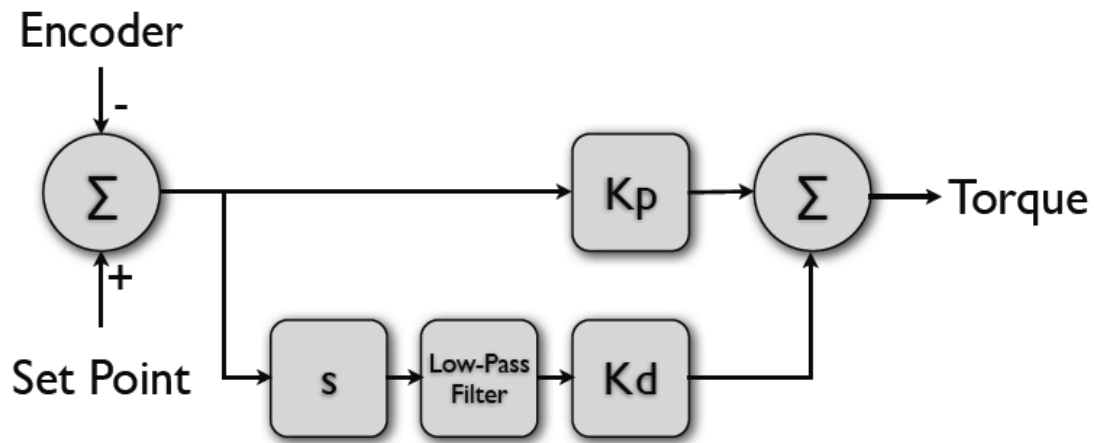 Encoder
-
Σ
+
Set Point
Kp
Σ
Torque
s
Low-Pass
Filter
Kd